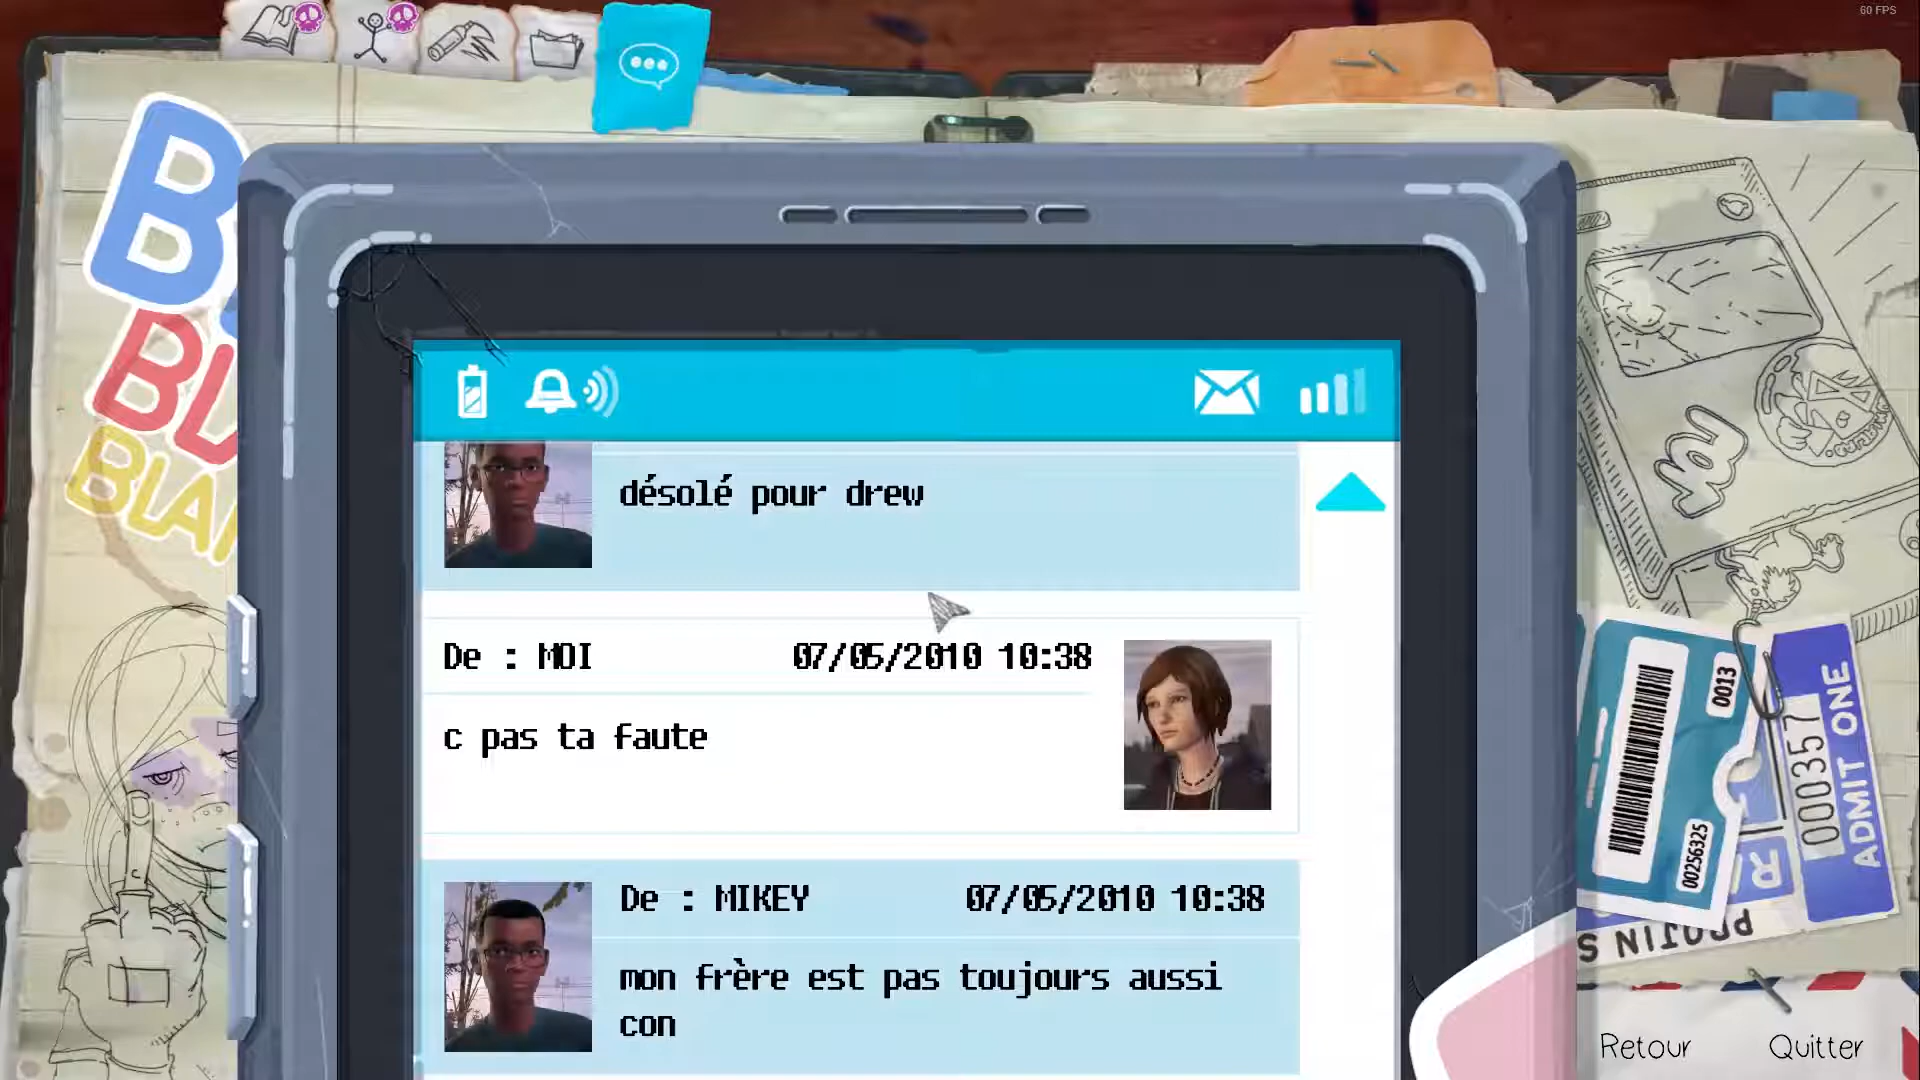 60 FPS
désolé pour drew
De : MOI 07/05/2010 10:38
c pas ta faute
De : MIKEY 07/05/2010 10:38
mon frère est pas toujours aussi
con
0013
00256325
000357
ADMIT ONE
Retour Quitter